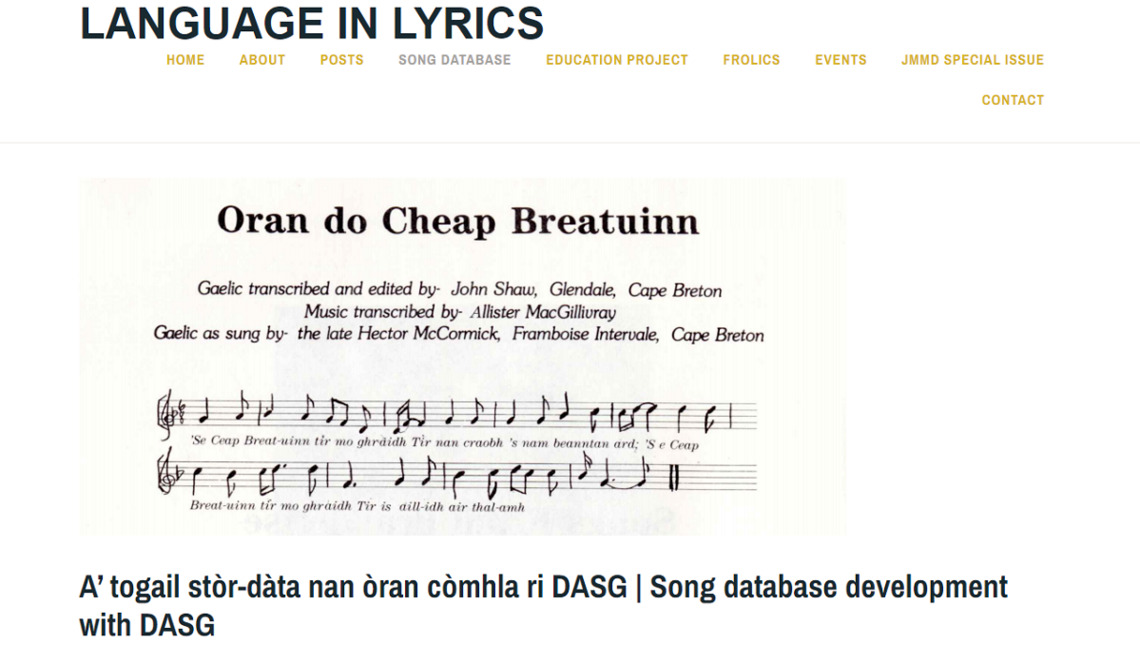 LANGUAGE IN LYRICS
HOME ABOUT POSTS SONG DATABASE EDUCATION PROJECT FROLICS EVENTS JMMD SPECIAL ISSUE
CONTACT
Oran do Cheap Breatuinn
Gaelic transcribed and edited by- John Shaw, Glendale, Cape Breton
Music transcribed by- Allister MacGillivray
Gaelic as sung by- the late Hector McCormick, Framboise Intervale, Cape Breton
'Se Ceap Breat-uinn tìr mo ghràidh Tìr nan craobh 's nam beanntan ard; 'S e Ceap
Breat-uinn tír mo ghràidh Tìr is aill-idh air thal-amh
A’ togail stòr-dàta nan òran còmhla ri DASG | Song database development
with DASG